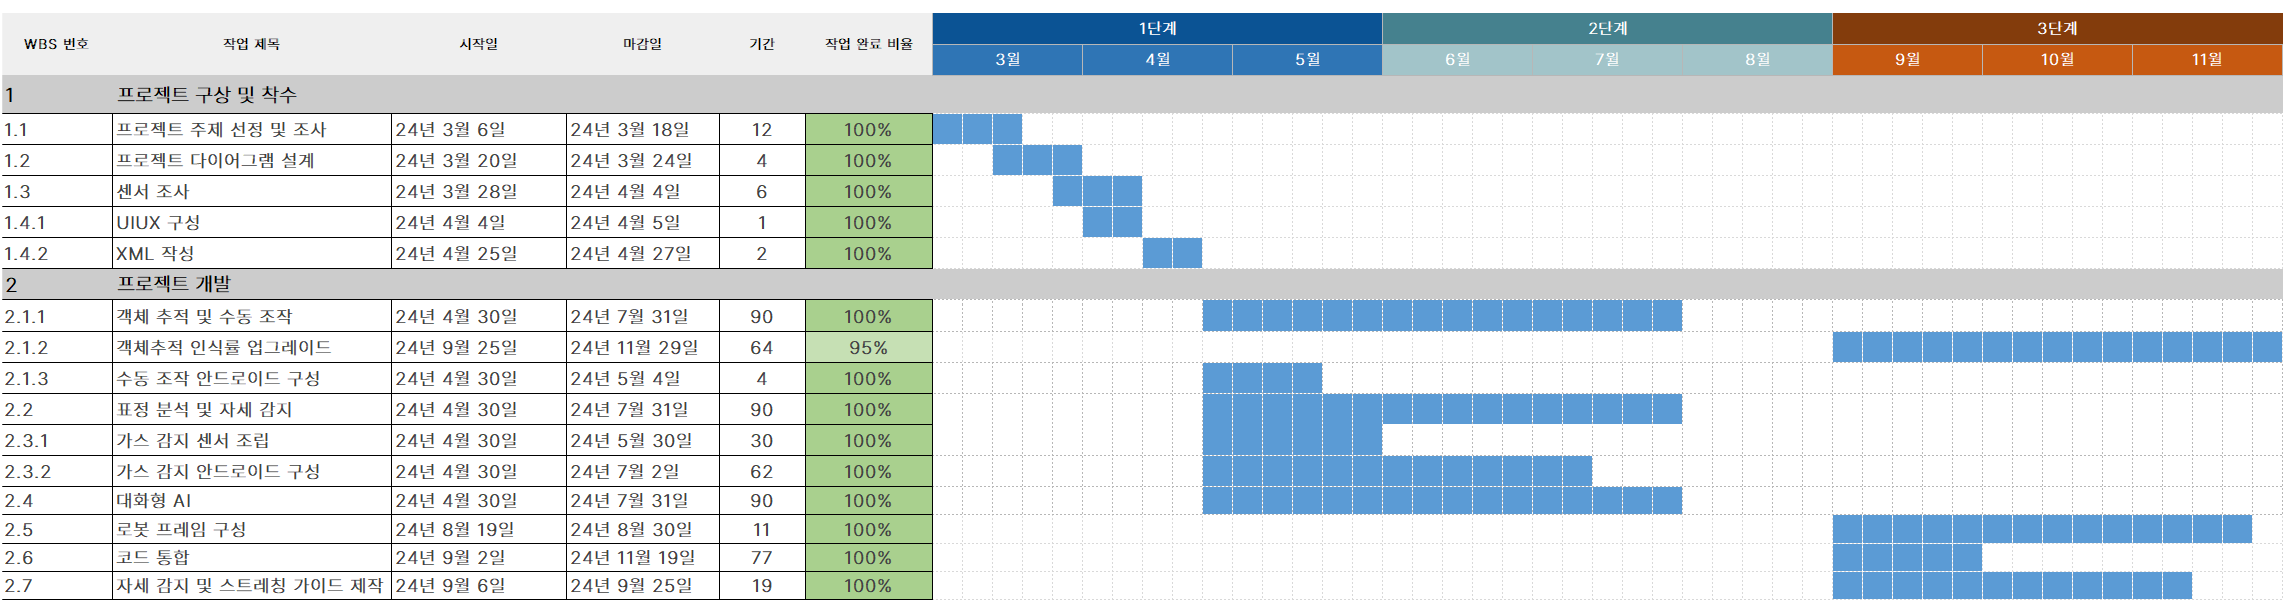 WBS 번호 작업 제목 시작일 마감일 기간 작업 완료 비율 1단계 2단계 3단계
3월 4월 5월 6월 7월 8월 9월 10월 11월
1 프로젝트 구상 및 착수
1.1 프로젝트 주제 선정 및 조사 24년 3월 6일 24년 3월 18일 12 100%
1.2 프로젝트 다이어그램 설계 24년 3월 20일 24년 3월 24일 4 100%
1.3 센서 조사 24년 3월 28일 24년 4월 4일 6 100%
1.4.1 UIUX 구성 24년 4월 4일 24년 4월 5일 1 100%
1.4.2 XML 작성 24년 4월 25일 24년 4월 27일 2 100%
2 프로젝트 개발
2.1.1 객체 추적 및 수동 조작 24년 4월 30일 24년 7월 31일 90 100%
2.1.2 객체추적 인식률 업그레이드 24년 9월 25일 24년 11월 29일 64 95%
2.1.3 수동 조작 안드로이드 구성 24년 4월 30일 24년 5월 4일 4 100%
2.2 표정 분석 및 자세 감지 24년 4월 30일 24년 7월 31일 90 100%
2.3.1 가스 감지 센서 조립 24년 4월 30일 24년 5월 30일 30 100%
2.3.2 가스 감지 안드로이드 구성 24년 4월 30일 24년 7월 2일 62 100%
2.4 대화형 AI 24년 4월 30일 24년 7월 31일 90 100%
2.5 로봇 프레임 구성 24년 8월 19일 24년 8월 30일 11 100%
2.6 코드 통합 24년 9월 2일 24년 11월 19일 77 100%
2.7 자세 감지 및 스트레칭 가이드 제작 24년 9월 6일 24년 9월 25일 19 100%